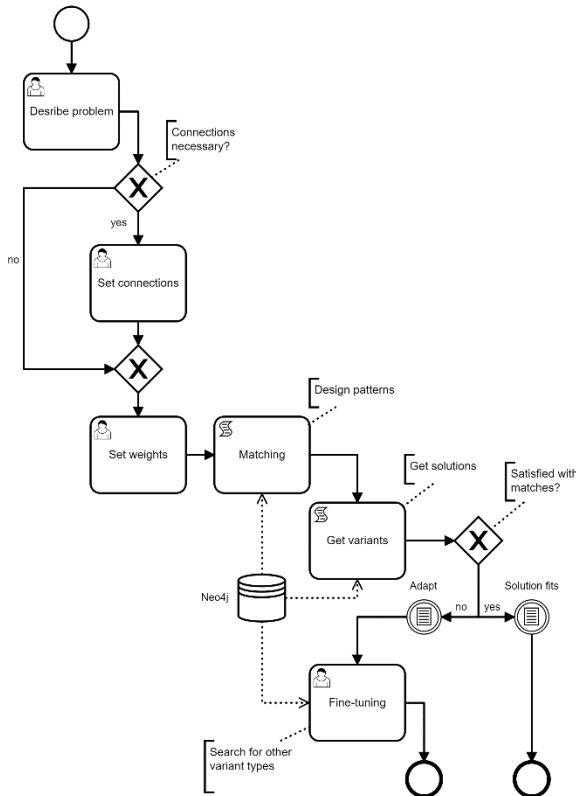 Desribe problem
Connections
necessary?
yes
no
Set connections
Design patterns
Set weights
Matching
Get solutions
Satisfied with
matches?
Get variants
Neo4j
Adapt
Solution fits
no
yes
Fine-tuning
Search for other
variant types